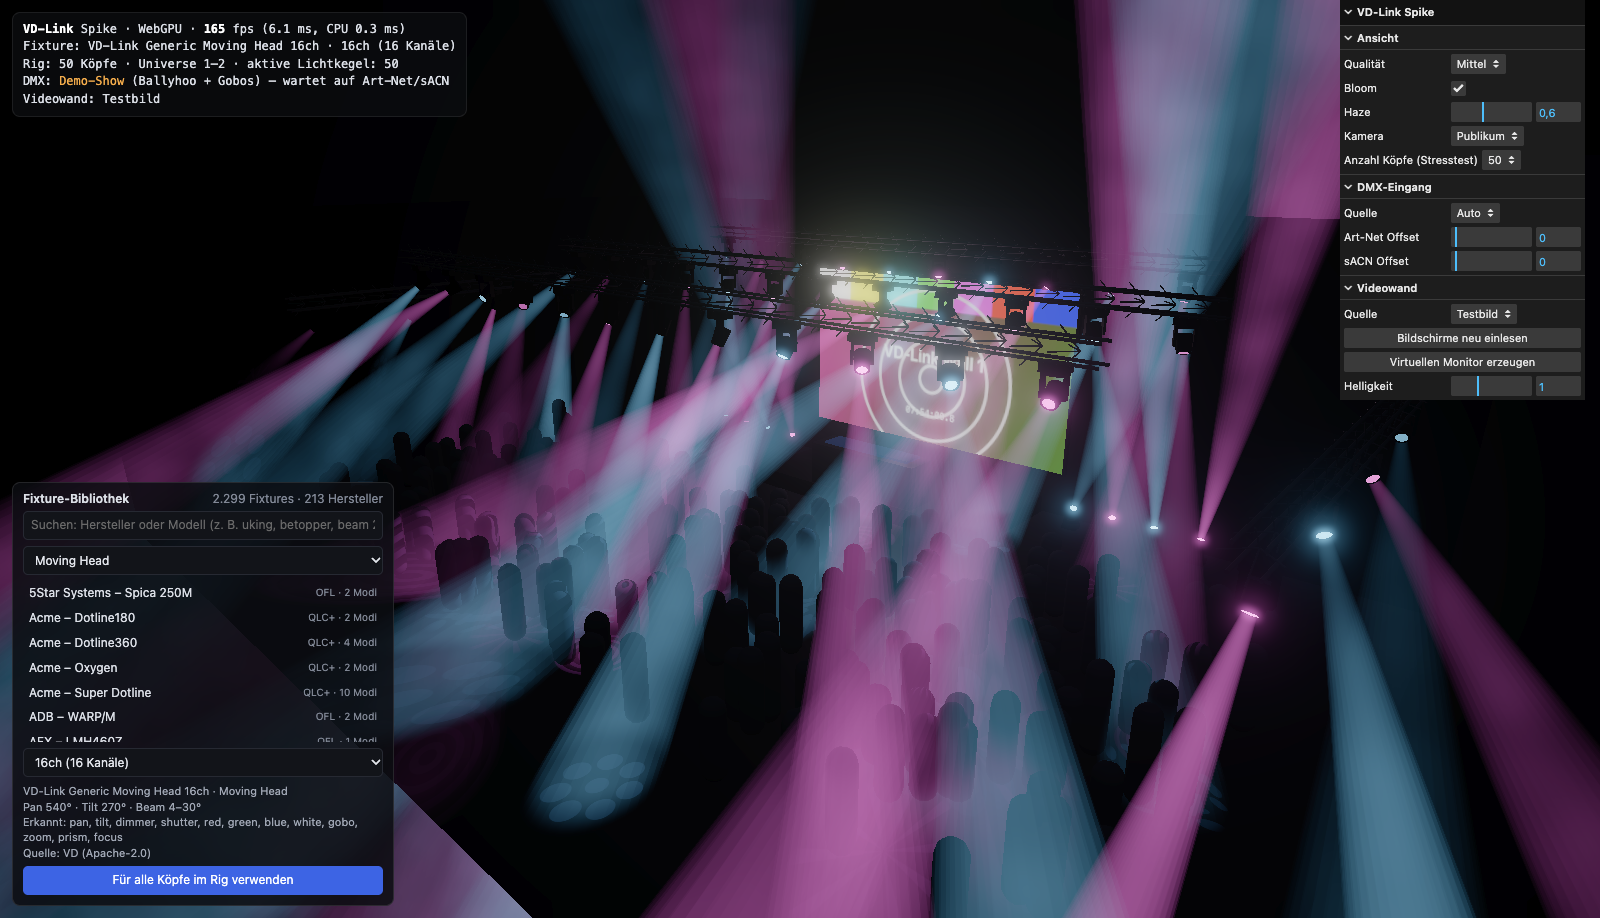 VD-Link Spike · WebGPU · 165 fps (6.1 ms, CPU 0.3 ms)
Fixture: VD-Link Generic Moving Head 16ch · 16ch (16 Kanäle)
Rig: 50 Köpfe · Universe 1–2 · aktive Lichtkegel: 50
DMX: Demo-Show (Ballyhoo + Gobos) — wartet auf Art-Net/sACN
Videowand: Testbild
VD-Link Spike
Ansicht
Qualität Mittel
Bloom
Haze 0,6
Kamera Publikum
Anzahl Köpfe (Stresstest) 50
DMX-Eingang
Quelle Auto
Art-Net Offset 0
sACN Offset 0
Videowand
Quelle Testbild
Bildschirme neu einlesen
Virtuellen Monitor erzeugen
Helligkeit 1
VD-Link
Fixture-Bibliothek 2.299 Fixtures · 213 Hersteller
Suchen: Hersteller oder Modell (z. B. uking, betopper, beam
Moving Head
5Star Systems – Spica 250M OFL · 2 Modi
Acme – Dotline180 QLC+ · 2 Modi
Acme – Dotline360 QLC+ · 4 Modi
Acme – Oxygen QLC+ · 2 Modi
Acme – Super Dotline QLC+ · 10 Modi
ADB – WARP/M OFL · 2 Modi
AFX – LMH460Z OFL · 1 Modi
16ch (16 Kanäle)
VD-Link Generic Moving Head 16ch · Moving Head
Pan 540° · Tilt 270° · Beam 4–30°
Erkannt: pan, tilt, dimmer, shutter, red, green, blue, white, gobo,
zoom, prism, focus
Quelle: VD (Apache-2.0)
Für alle Köpfe im Rig verwenden